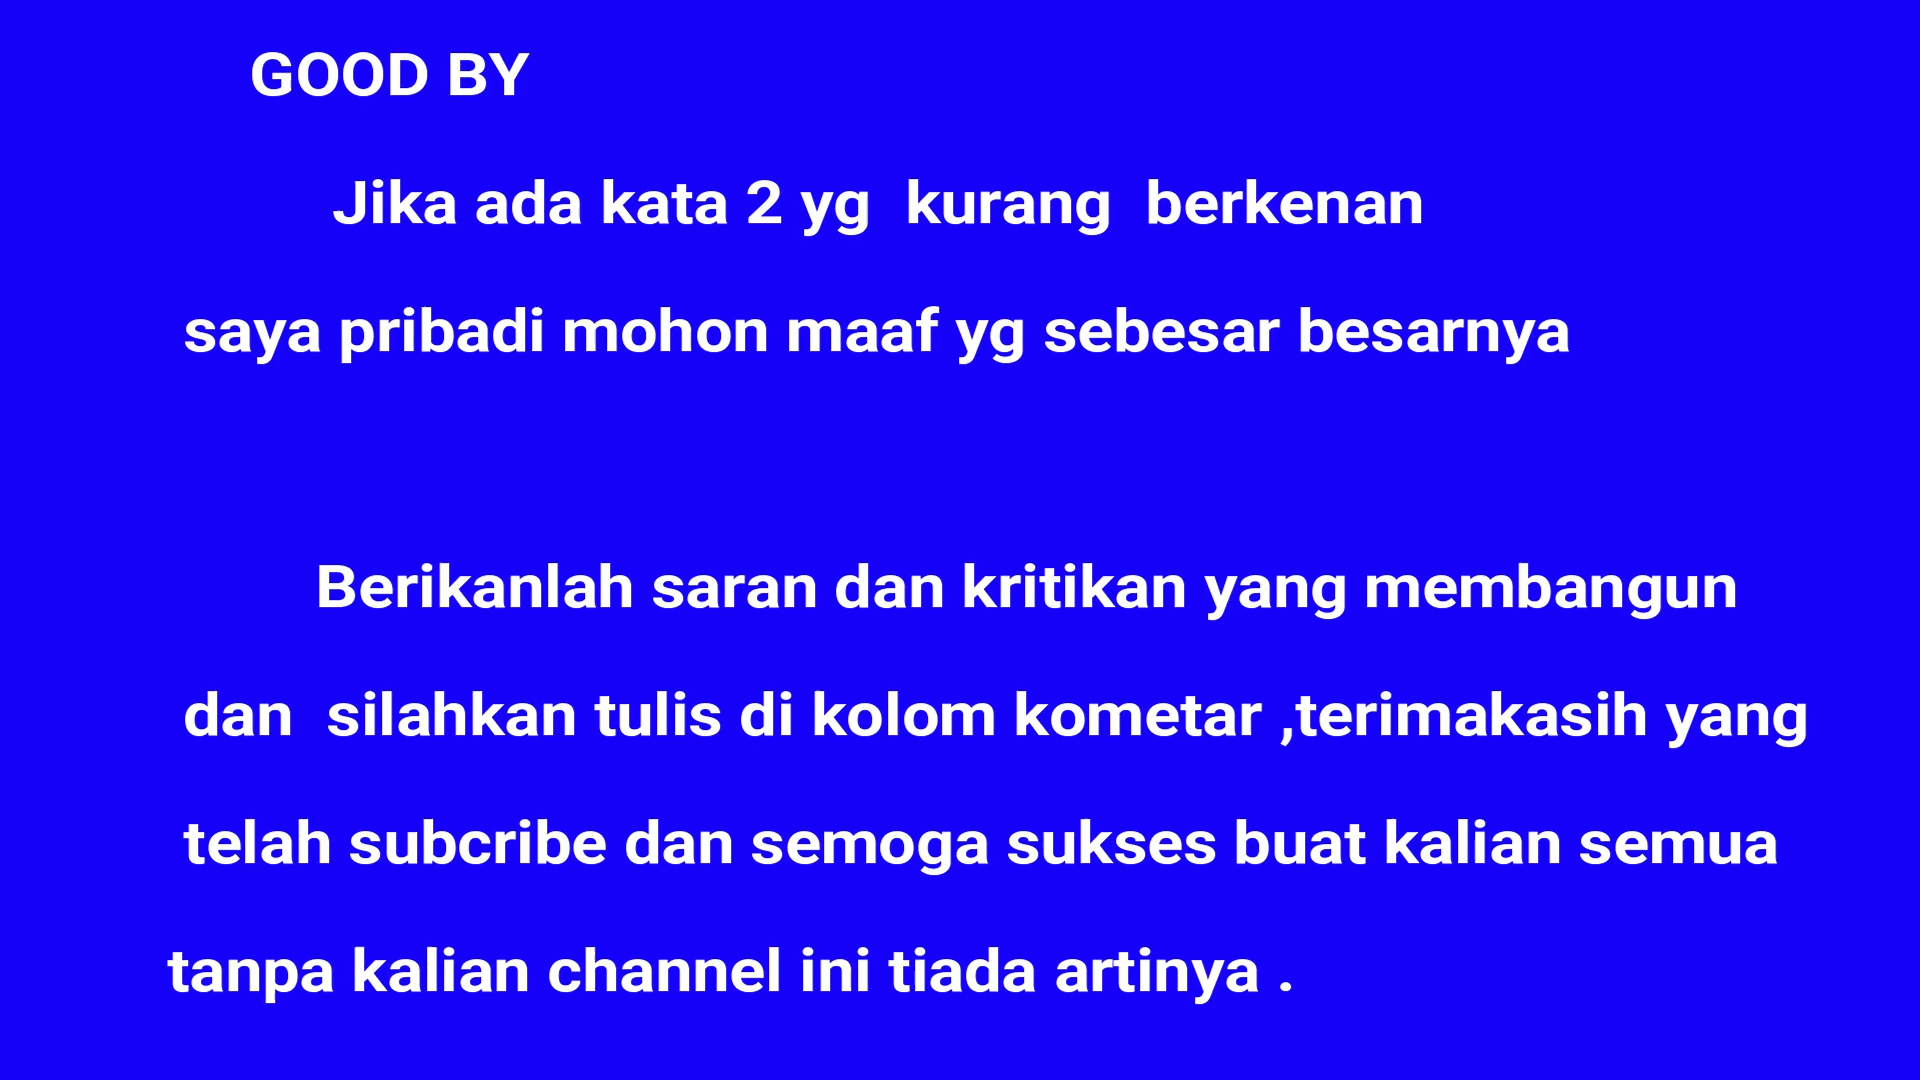 GOOD BY
Jika ada kata 2 yg kurang berkenan
saya pribadi mohon maaf yg sebesar besarnya
Berikanlah saran dan kritikan yang membangun
dan silahkan tulis di kolom kometar ,terimakasih yang
telah subcribe dan semoga sukses buat kalian semua
tanpa kalian channel ini tiada artinya .